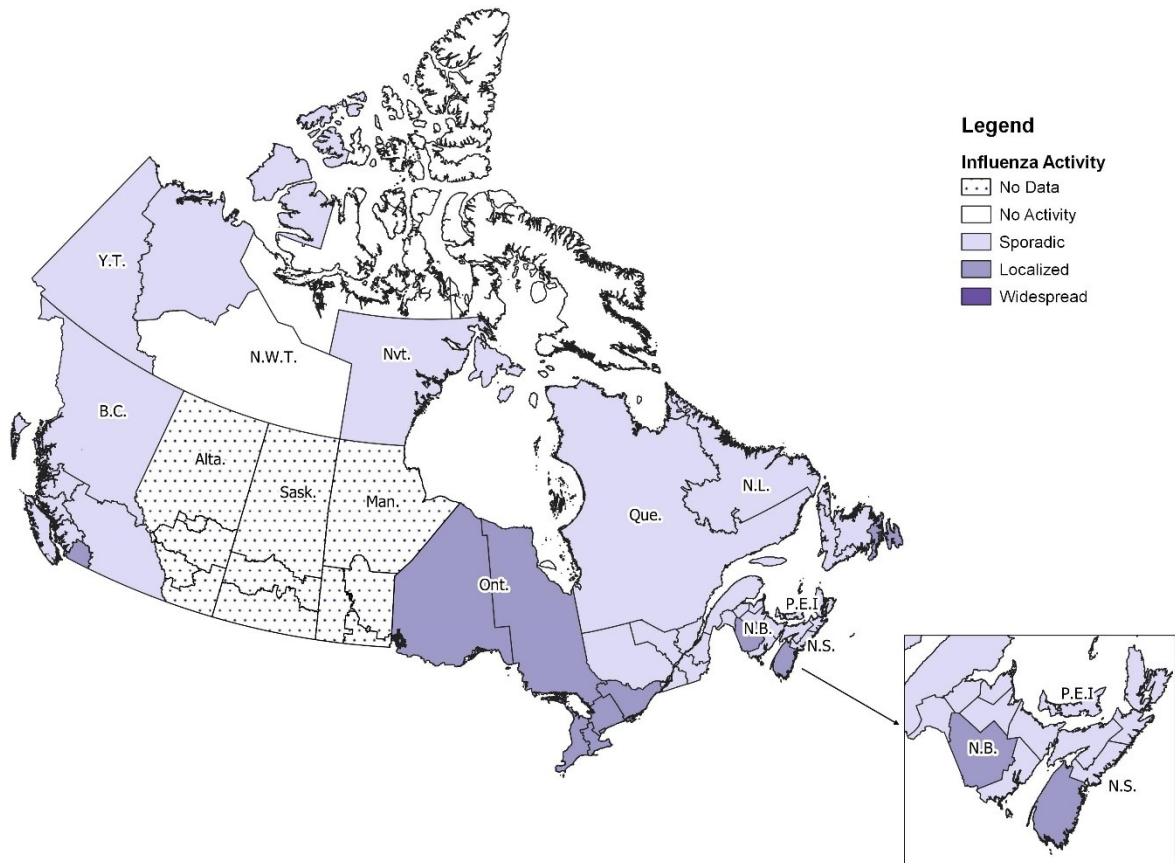 Legend
Influenza Activity
No Data
No Activity
Sporadic
Localized
Widespread
Y.T.
N.W.T.
Nvt.
B.C.
Alta.
Sask.
Man.
Ont.
Que.
N.L.
P.E.I
N.B.
N.S.
P.E.I
N.B.
N.S.